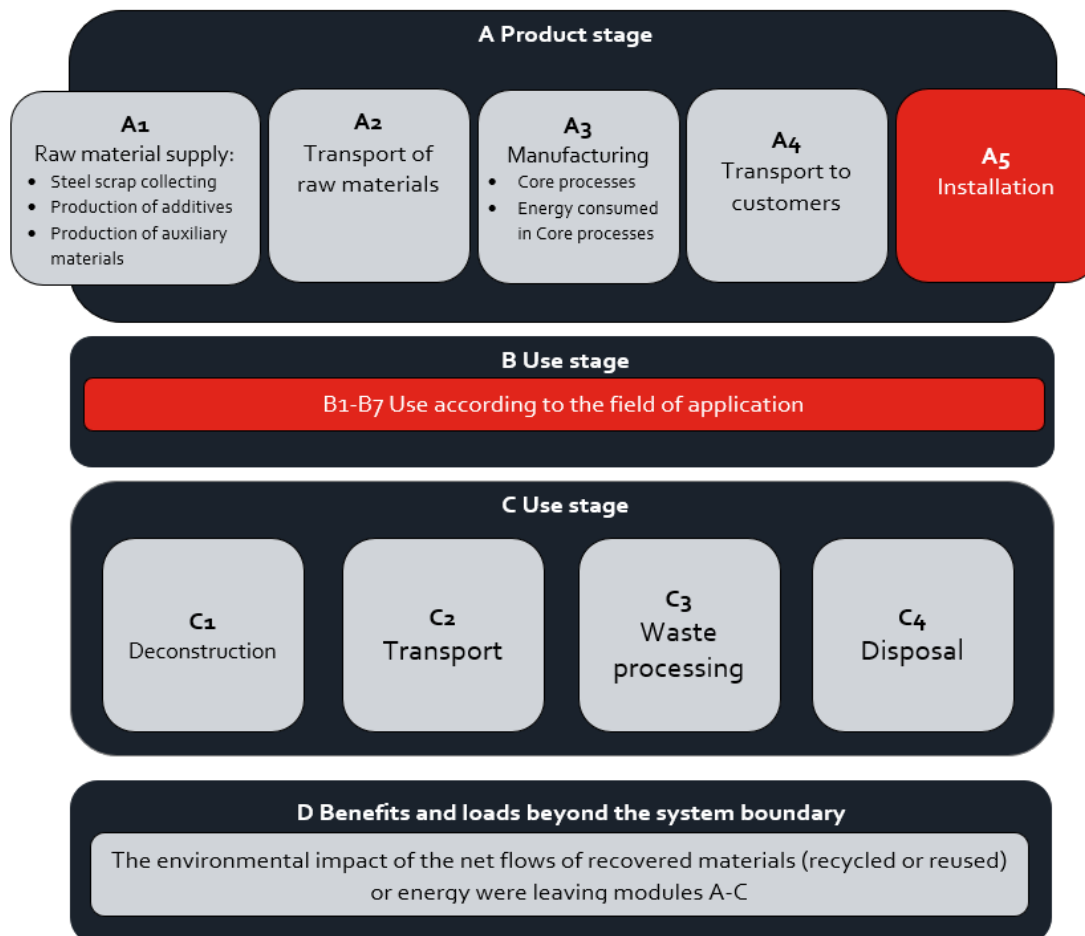 A Product stage
A1
Raw material supply:
• Steel scrap collecting
• Production of additives
• Production of auxiliary
materials
A2
Transport of
raw materials
A3
Manufacturing
• Core processes
• Energy consumed
in Core processes
A4
Transport to
customers
A5
Installation
B Use stage
B1-B7 Use according to the field of application
C Use stage
C1
Deconstruction
C2
Transport
C3
Waste
processing
C4
Disposal
D Benefits and loads beyond the system boundary
The environmental impact of the net flows of recovered materials (recycled or reused)
or energy were leaving modules A-C